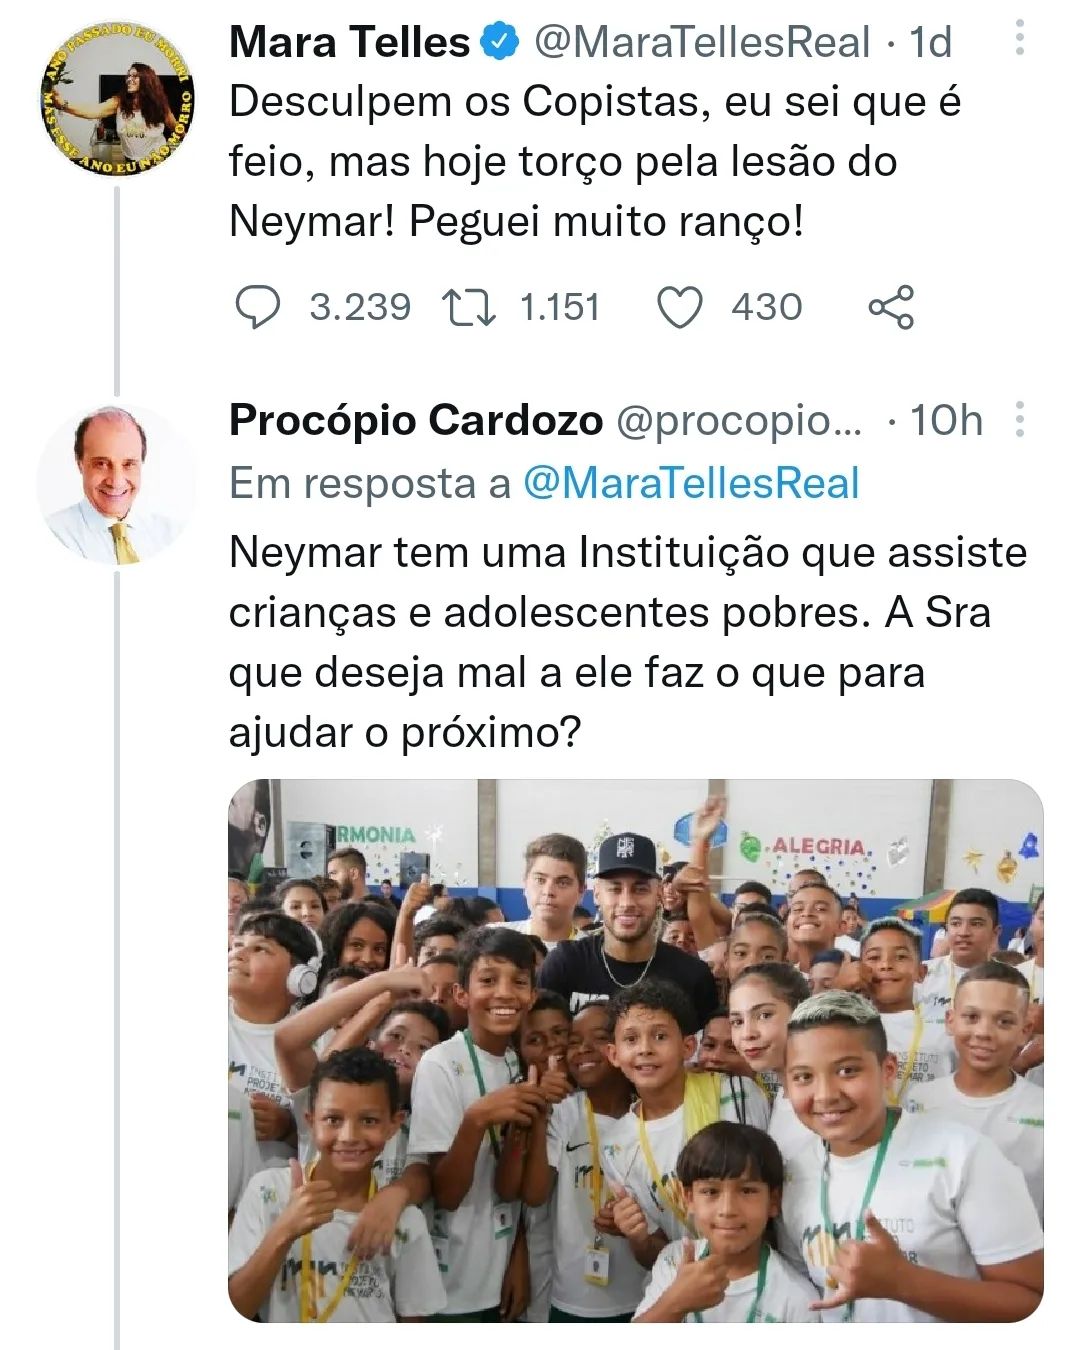 ANO PASSADO EU MORRI
MAS ESSE ANO EU NÃO MORRO
Mara Telles @MaraTellesReal · 1d
Desculpem os Copistas, eu sei que é
feio, mas hoje torço pela lesão do
Neymar! Peguei muito ranço!
3.239 1.151 430
Procópio Cardozo @procopio... · 10h
Em resposta a @MaraTellesReal
Neymar tem uma Instituição que assiste
crianças e adolescentes pobres. A Sra
que deseja mal a ele faz o que para
ajudar o próximo?
RMONIA
ALEGRIA